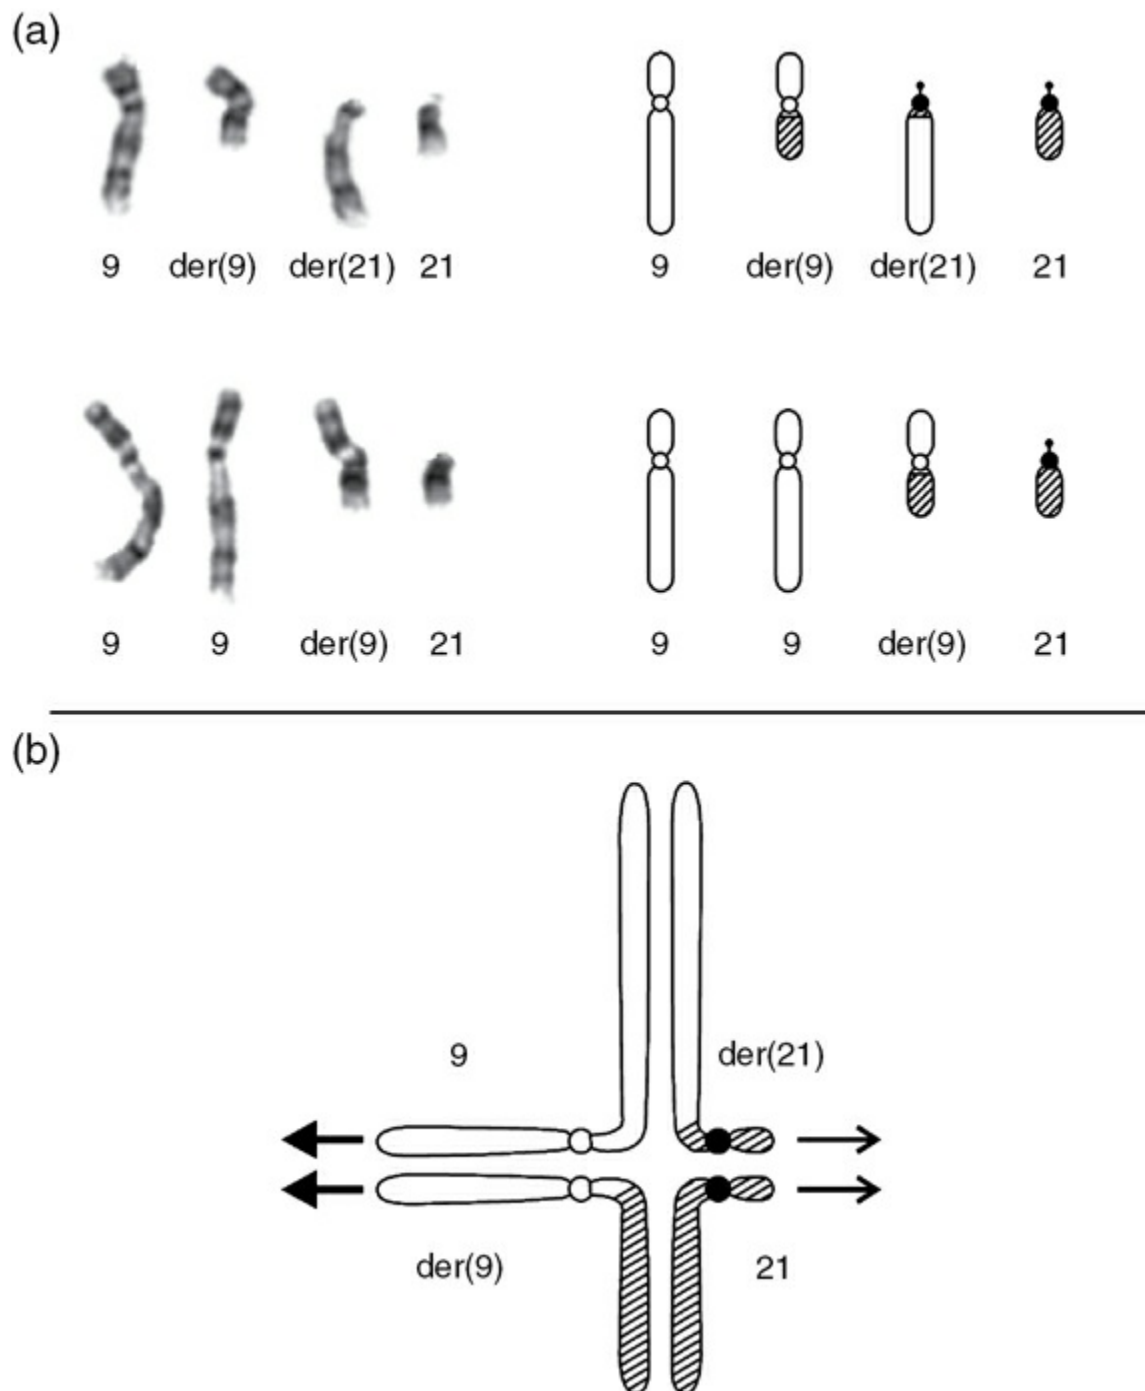 (a)
9 der(9) der(21) 21 9 der(9) der(21) 21
9 9 der(9) 21 9 9 der(9) 21
(b)
9 der(21)
der(9) 21